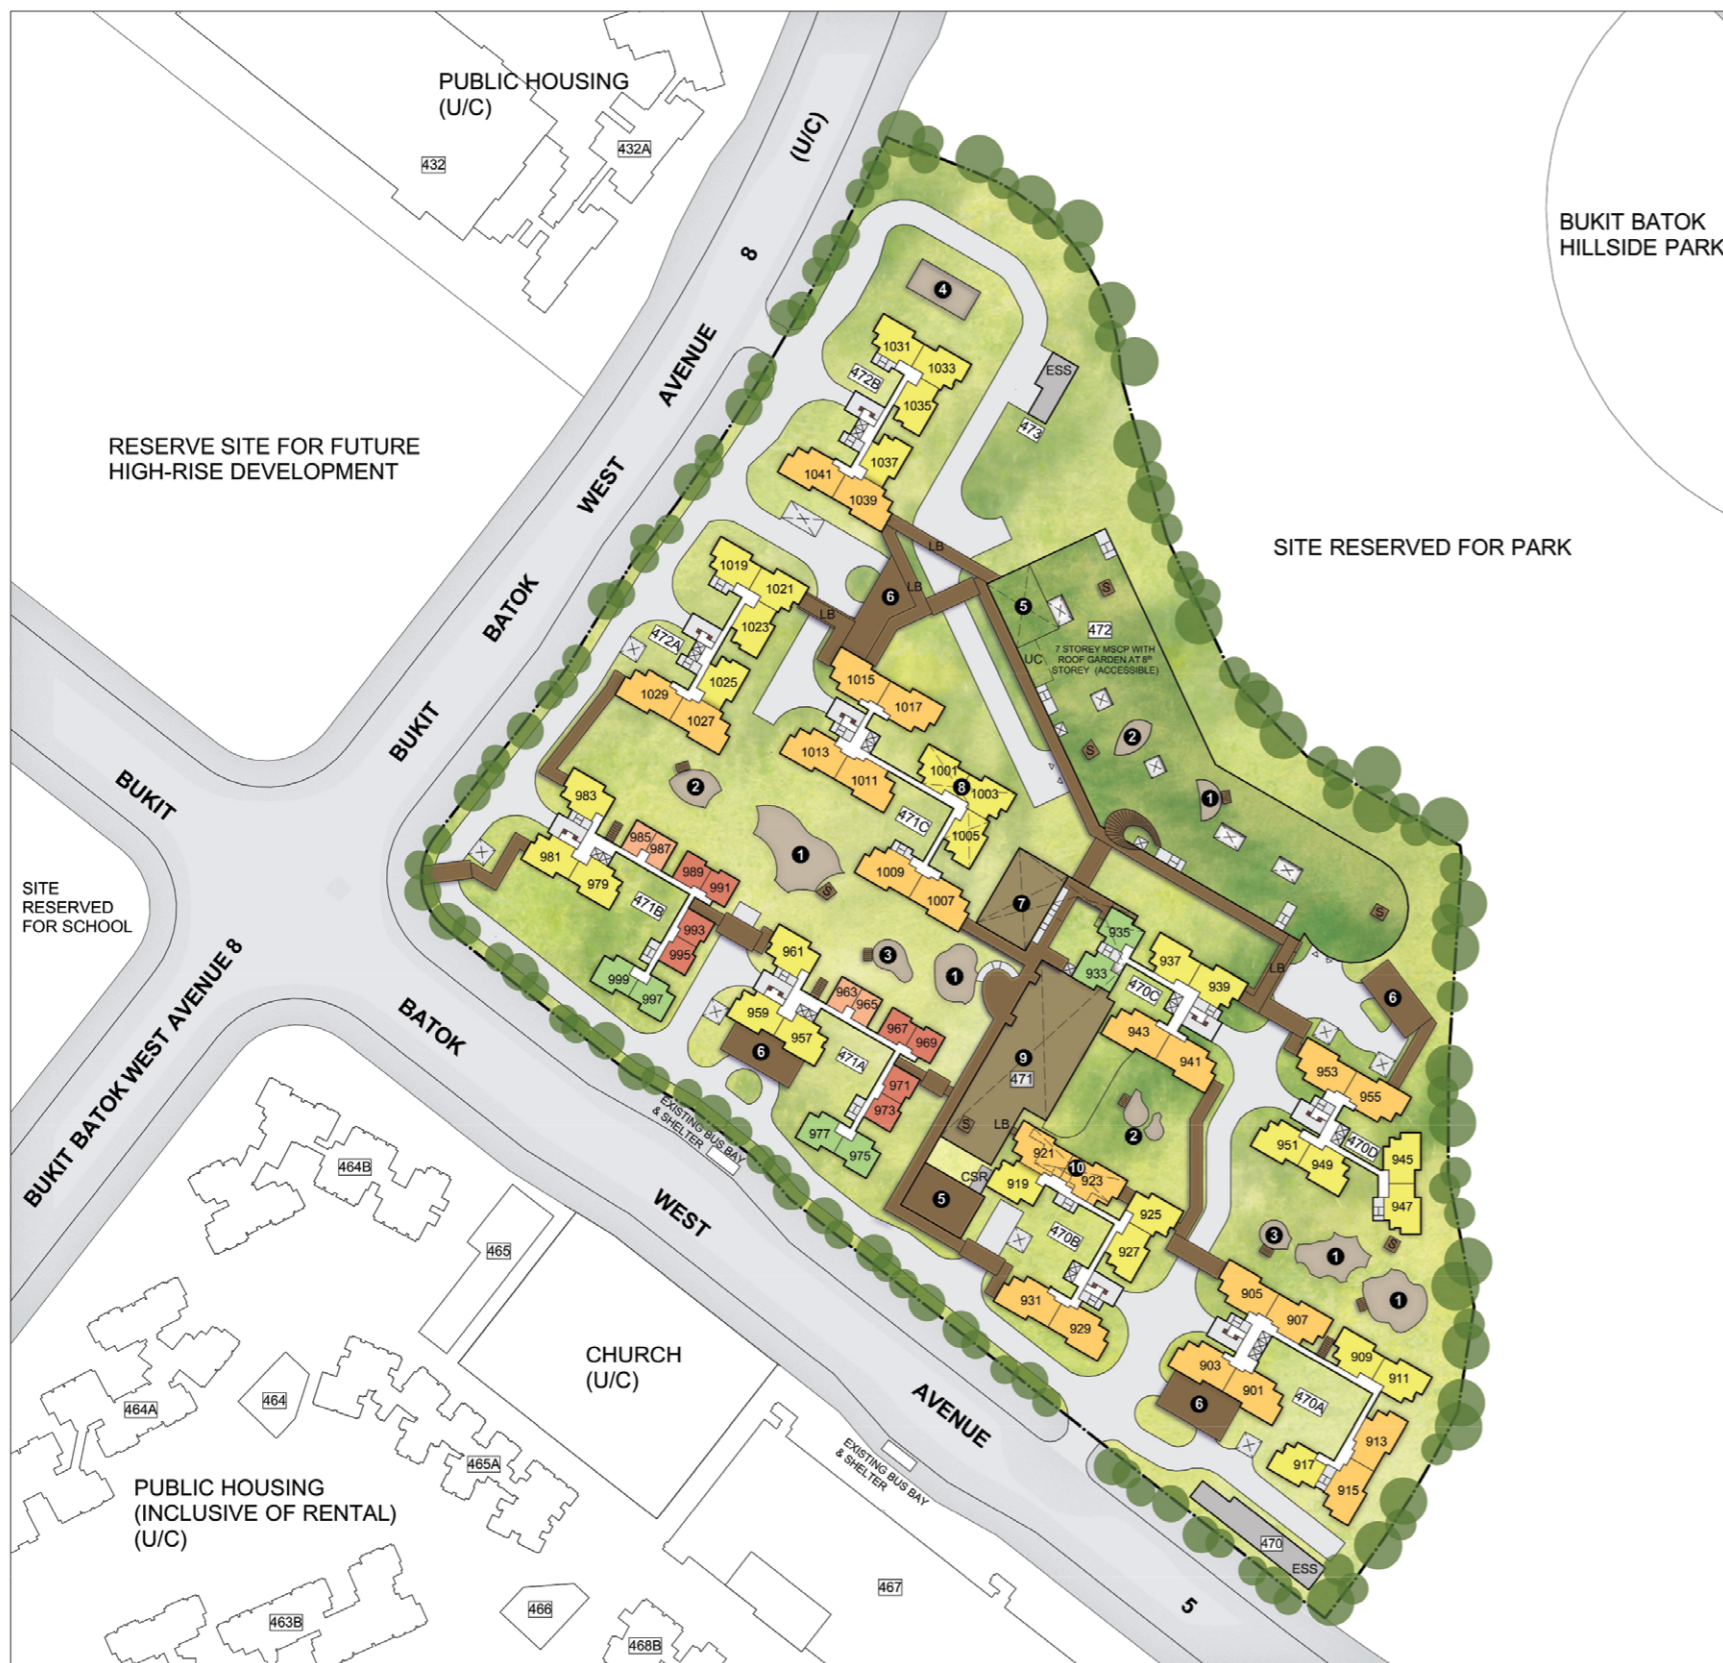 PUBLIC HOUSING
(U/C)
432
432A
(U/C)
8
AVENUE
WEST
BATOK
BUKIT
BUKIT BATOK
HILLSIDE PARK
RESERVE SITE FOR FUTURE
HIGH-RISE DEVELOPMENT
SITE RESERVED FOR PARK
4
1031
1033
472B
1035
ESS
473
1037
1041
1039
LB
LB
LB
6
5
S
472
7 STOREY MSCP WITH
ROOF GARDEN AT 8th
STOREY (ACCESSIBLE)
UC
1019
1021
1023
472A
1025
1029
1027
1015
1017
1013
1011
2
S
2
1
983
1001
8
1003
1005
471C
985
987
981
979
989
991
1
S
1009
1007
471B
993
995
999
997
7
S
935
933
937
939
470C
LB
943
941
961
3
1
963
965
959
957
6
967
969
471A
971
973
977
975
9
471
S
LB
2
6
953
955
951
949
470D
945
947
921
10
923
919
CSR
5
925
927
470B
931
929
S
3
1
1
905
907
909
911
903
901
6
470A
913
917
915
470
ESS
SITE
RESERVED
FOR SCHOOL
BUKIT
BATOK
WEST
AVENUE
5
BUKIT BATOK WEST AVENUE 8
EXISTING BUS BAY
& SHELTER
EXISTING BUS BAY
& SHELTER
464B
465
CHURCH
(U/C)
464A
464
465A
PUBLIC HOUSING
(INCLUSIVE OF RENTAL)
(U/C)
463B
466
468B
467